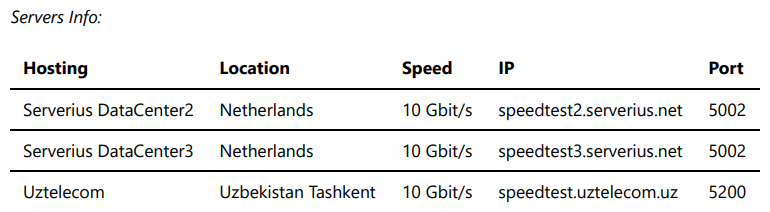 Servers Info:
Hosting Location Speed IP Port
Serverius DataCenter2 Netherlands 10 Gbit/s speedtest2.serverius.net 5002
Serverius DataCenter3 Netherlands 10 Gbit/s speedtest3.serverius.net 5002
Uztelecom Uzbekistan Tashkent 10 Gbit/s speedtest.uztelecom.uz 5200